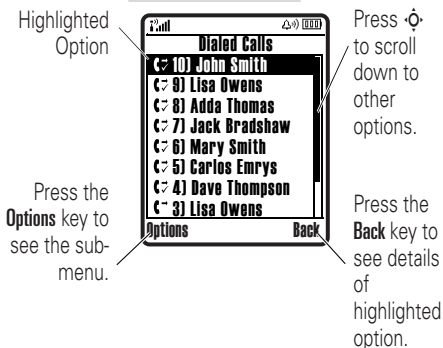 Highlighted
Option
Dialed Calls
10) John Smith
9) Lisa Owens
8) Adda Thomas
7) Jack Bradshaw
6) Mary Smith
5) Carlos Emrys
4) Dave Thompson
3) Lisa Owens
Options Back
Press
to scroll
down to
other
options.
Press the
Options key to
see the sub-
menu.
Press the
Back key to
see details
of
highlighted
option.